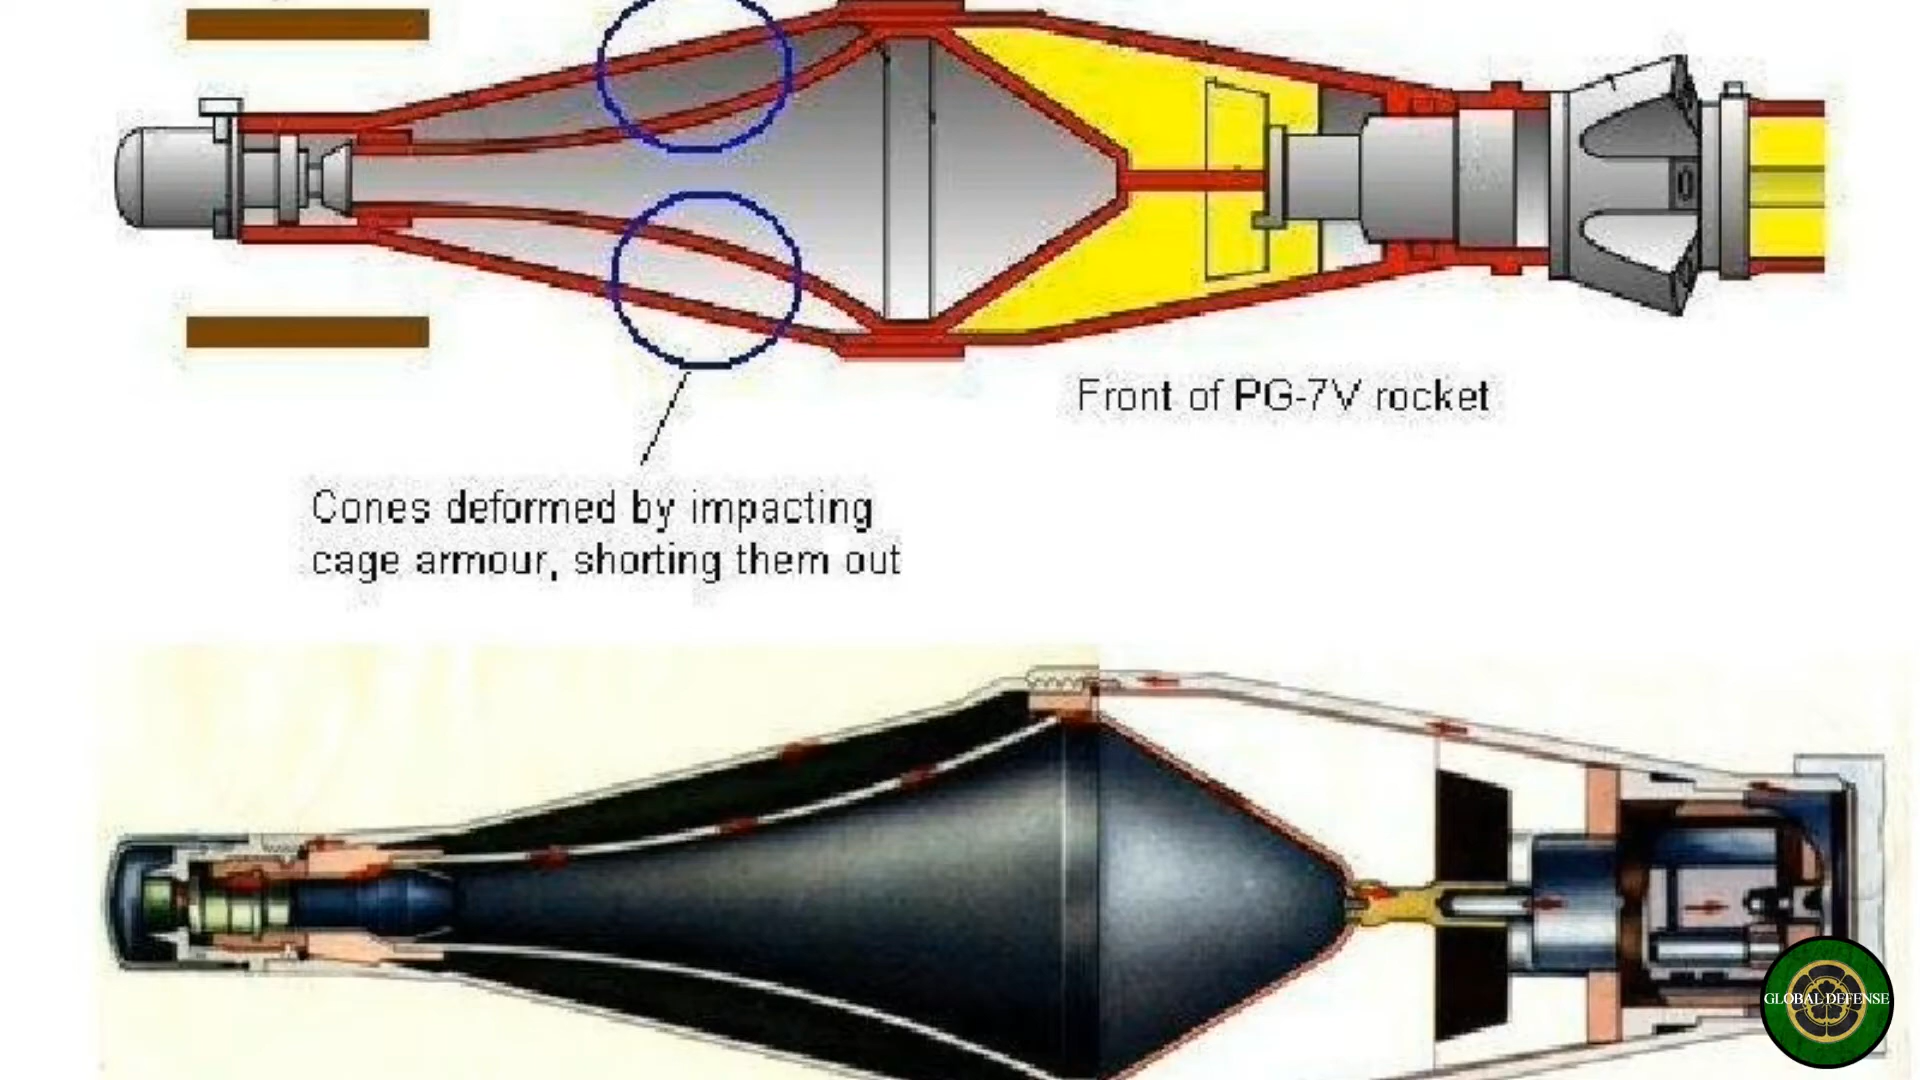 Front of PG-7V rocket
Cones deformed by impacting
cage armour, shorting them out
GLOBAL DEFENSE